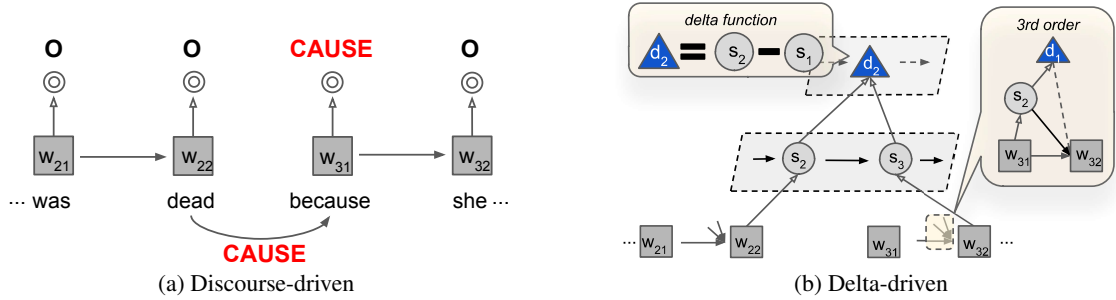 O O CAUSE O
w21 w22 w31 w32
... was dead because she ...
CAUSE
(a) Discourse-driven
delta function
d2 = s2 - s1
d2
s2 s3
... w21 w22 w31 w32 ...
3rd order
d1
s2
w31 w32
(b) Delta-driven